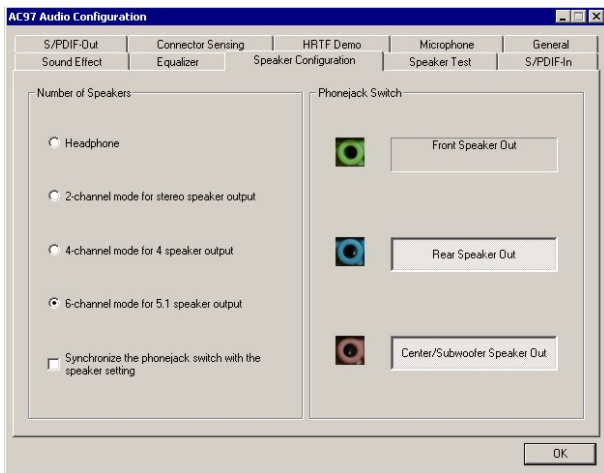 AC97 Audio Configuration
S/PDIF-Out Connector Sensing HRTF Demo Microphone General
Sound Effect Equalizer Speaker Configuration Speaker Test S/PDIF-In
Number of Speakers
Headphone
2-channel mode for stereo speaker output
4-channel mode for 4 speaker output
6-channel mode for 5.1 speaker output
Synchronize the phonejack switch with the
speaker setting
Phonejack Switch
Front Speaker Out
Rear Speaker Out
Center/Subwoofer Speaker Out
OK